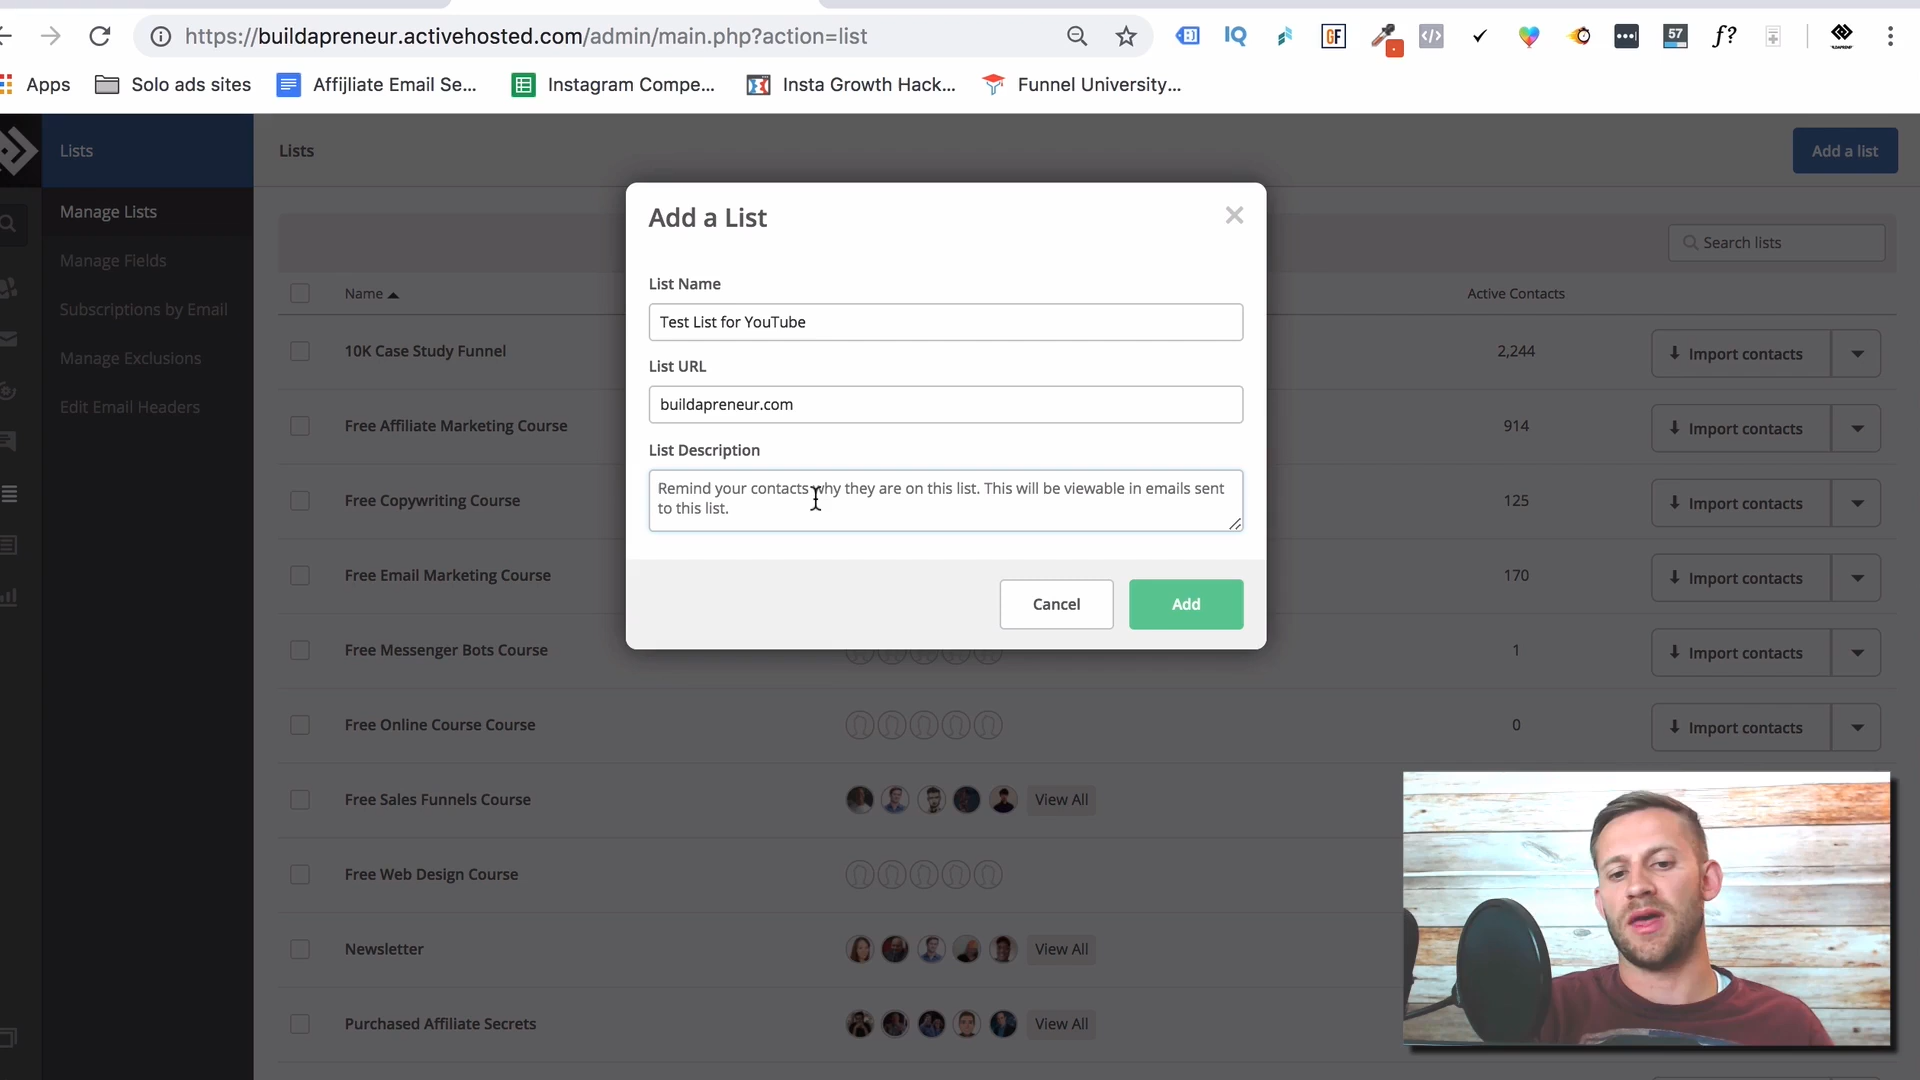 https://buildapreneur.activehosted.com/admin/main.php?action=list
IQ
GF
57
f?
Apps
Solo ads sites
Affijliate Email Se...
Instagram Compe...
Insta Growth Hack...
Funnel University...
Lists
Lists
Add a list
Manage Lists
Manage Fields
Subscriptions by Email
Manage Exclusions
Edit Email Headers
Search lists
Name
Active Contacts
10K Case Study Funnel
2,244
Import contacts
Free Affiliate Marketing Course
914
Import contacts
Free Copywriting Course
125
Import contacts
Free Email Marketing Course
170
Import contacts
Free Messenger Bots Course
1
Import contacts
Free Online Course Course
0
Import contacts
Free Sales Funnels Course
View All
Free Web Design Course
Newsletter
View All
Purchased Affiliate Secrets
View All
Add a List
List Name
Test List for YouTube
List URL
buildapreneur.com
List Description
Remind your contacts why they are on this list. This will be viewable in emails sent
to this list.
Cancel
Add